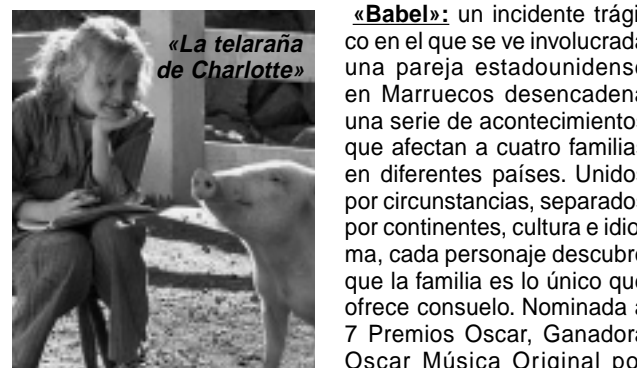 «La telaraña
de Charlotte»
«Babel»: un incidente trági
co en el que se ve involucrada
una pareja estadounidense
en Marruecos desencadena
una serie de acontecimientos
que afectan a cuatro familias
en diferentes países. Unidos
por circunstancias, separados
por continentes, cultura e idio
ma, cada personaje descubre
que la familia es lo único que
ofrece consuelo. Nominada a
7 Premios Oscar, Ganadora
Oscar Música Original por